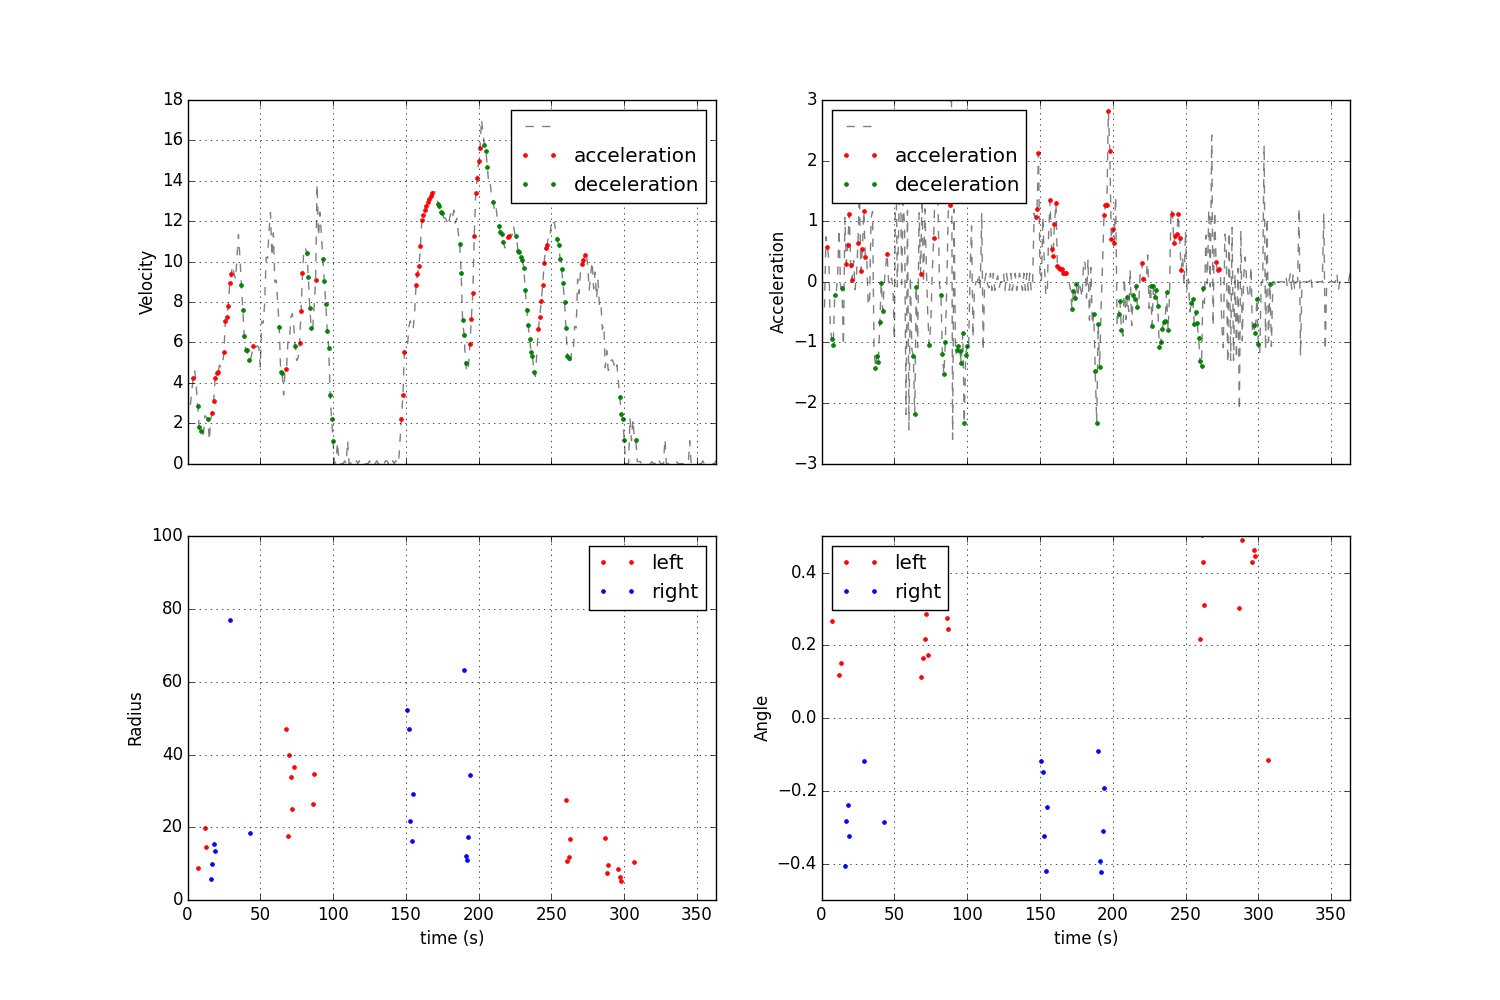 18
16
14
12
10
8
6
4
2
0
Velocity
acceleration
deceleration
3
2
1
0
−1
−2
−3
Acceleration
acceleration
deceleration
100
80
60
40
20
0
Radius
left
right
0 50 100 150 200 250 300 350
time (s)
0.4
0.2
0.0
−0.2
−0.4
Angle
left
right
0 50 100 150 200 250 300 350
time (s)